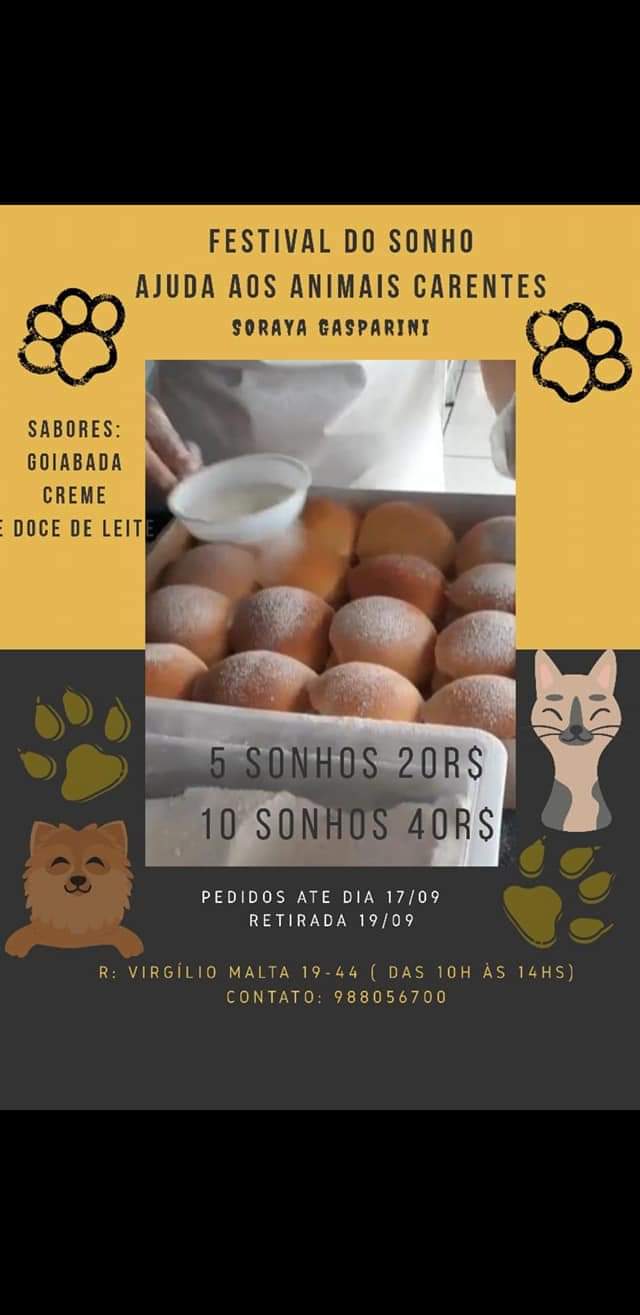 FESTIVAL DO SONHO
AJUDA AOS ANIMAIS CARENTES
SORAYA GASPARINI
SABORES:
GOIABADA
CREME
E DOCE DE LEITE
5 SONHOS 20R$
10 SONHOS 40R$
PEDIDOS ATE DIA 17/09
RETIRADA 19/09
R: VIRGÍLIO MALTA 19-44 ( DAS 10H ÀS 14HS)
CONTATO: 988056700